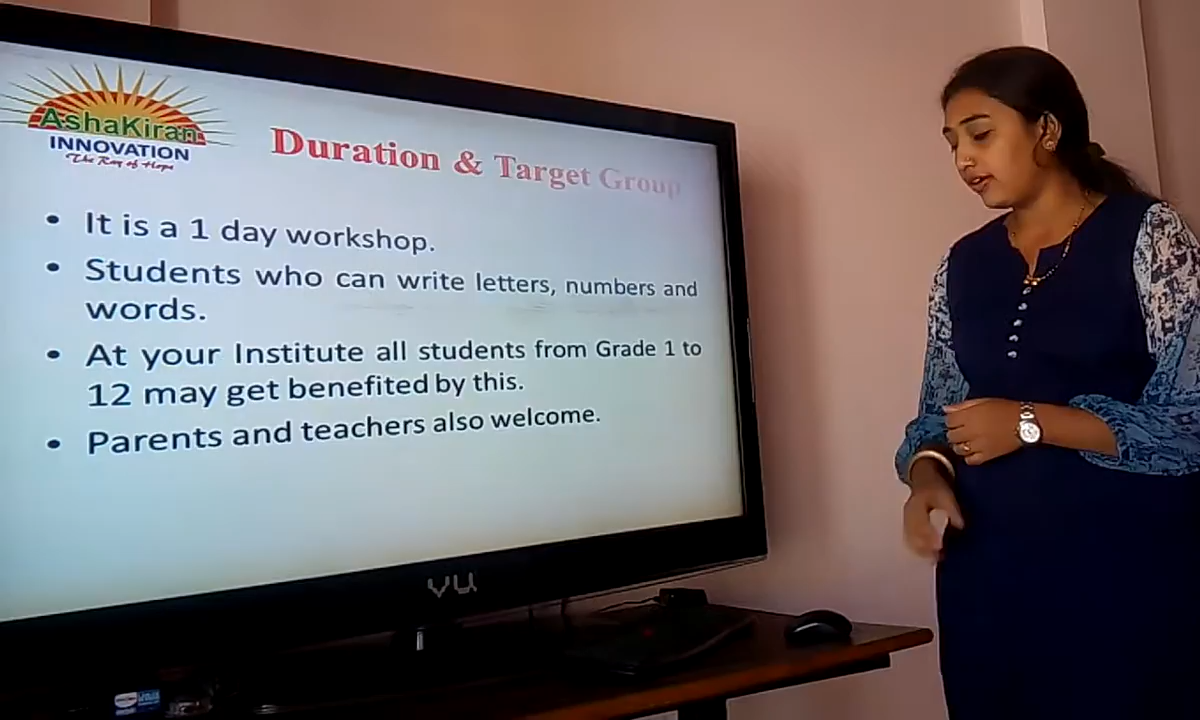 AshaKiran
INNOVATION
The Ray of Hope
Duration & Target Group
• It is a 1 day workshop.
• Students who can write letters, numbers and
words.
• At your Institute all students from Grade 1 to
12 may get benefited by this.
• Parents and teachers also welcome.
VU